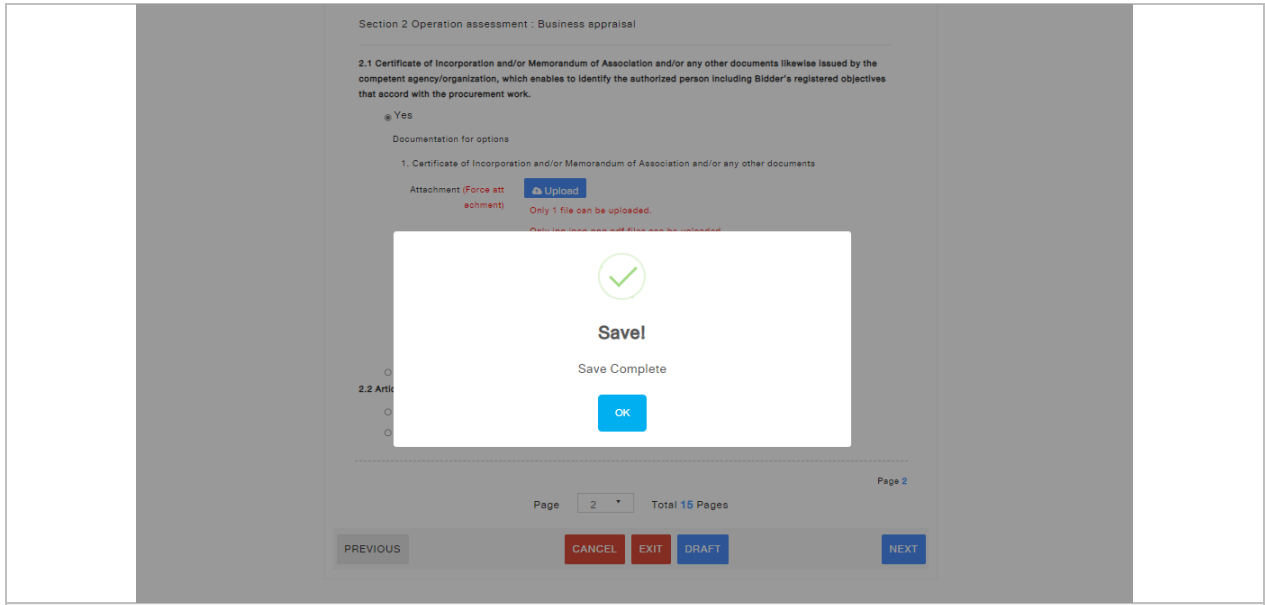 Section 2 Operation assessment : Business appraisal
2.1 Certificate of Incorporation and/or Memorandum of Association and/or any other documents likewise issued by the
competent agency/organization, which enables to identify the authorized person including Bidder's registered objectives
that accord with the procurement work.
Yes
Documentation for options
1. Certificate of Incorporation and/or Memorandum of Association and/or any other documents
Attachment (Force att
achment)
Upload
Only 1 file can be uploaded.
Save!
Save Complete
OK
2.2
Page 2
Page 2 Total 15 Pages
PREVIOUS CANCEL EXIT DRAFT NEXT